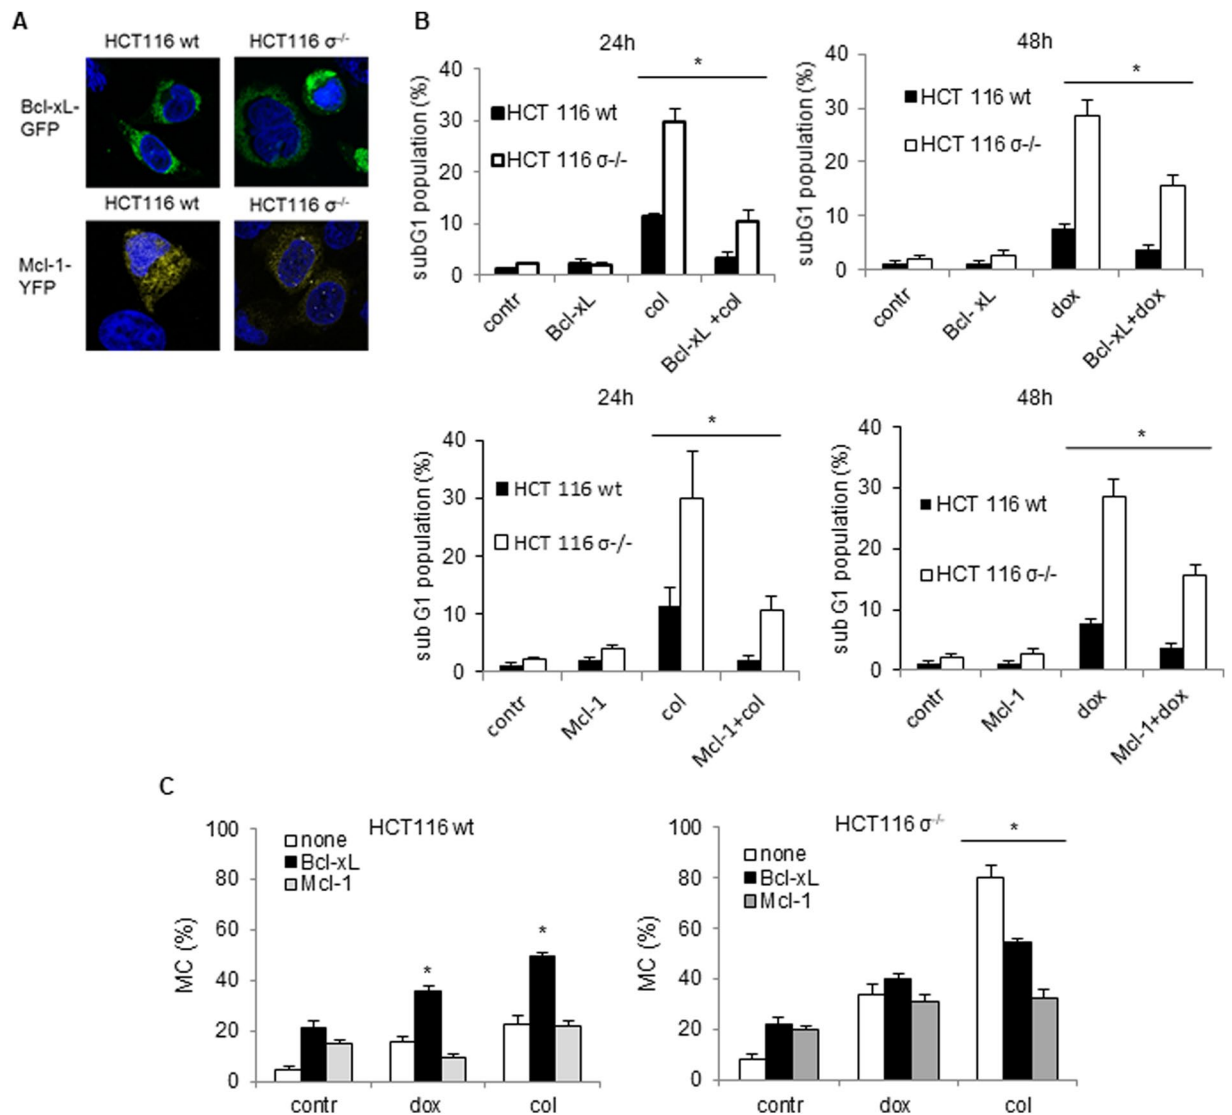 A
HCT116 wt
HCT116 σ-/-
Bcl-xL-
GFP
HCT116 wt
HCT116 σ-/-
Mcl-1-
YFP
B
24h
subG1 population (%)
40
30
20
10
0
HCT 116 wt
HCT 116 σ-/-
*
contr
Bcl-xL
col
Bcl-xL +col
48h
subG1 population (%)
40
30
20
10
0
HCT 116 wt
HCT 116 σ-/-
*
contr
Bcl- xL
dox
Bcl-xL+dox
24h
sub G1 population (%)
40
30
20
10
0
HCT 116 wt
HCT 116 σ-/-
*
contr
Mcl-1
col
Mcl-1+col
48h
sub G1 population (%)
40
30
20
10
0
HCT 116 wt
HCT 116 σ-/-
*
contr
Mcl-1
dox
Mcl-1+dox
C
HCT116 wt
MC (%)
100
80
60
40
20
0
none
Bcl-xL
Mcl-1
*
*
contr
dox
col
HCT116 σ-/-
MC (%)
100
80
60
40
20
0
none
Bcl-xL
Mcl-1
*
contr
dox
col